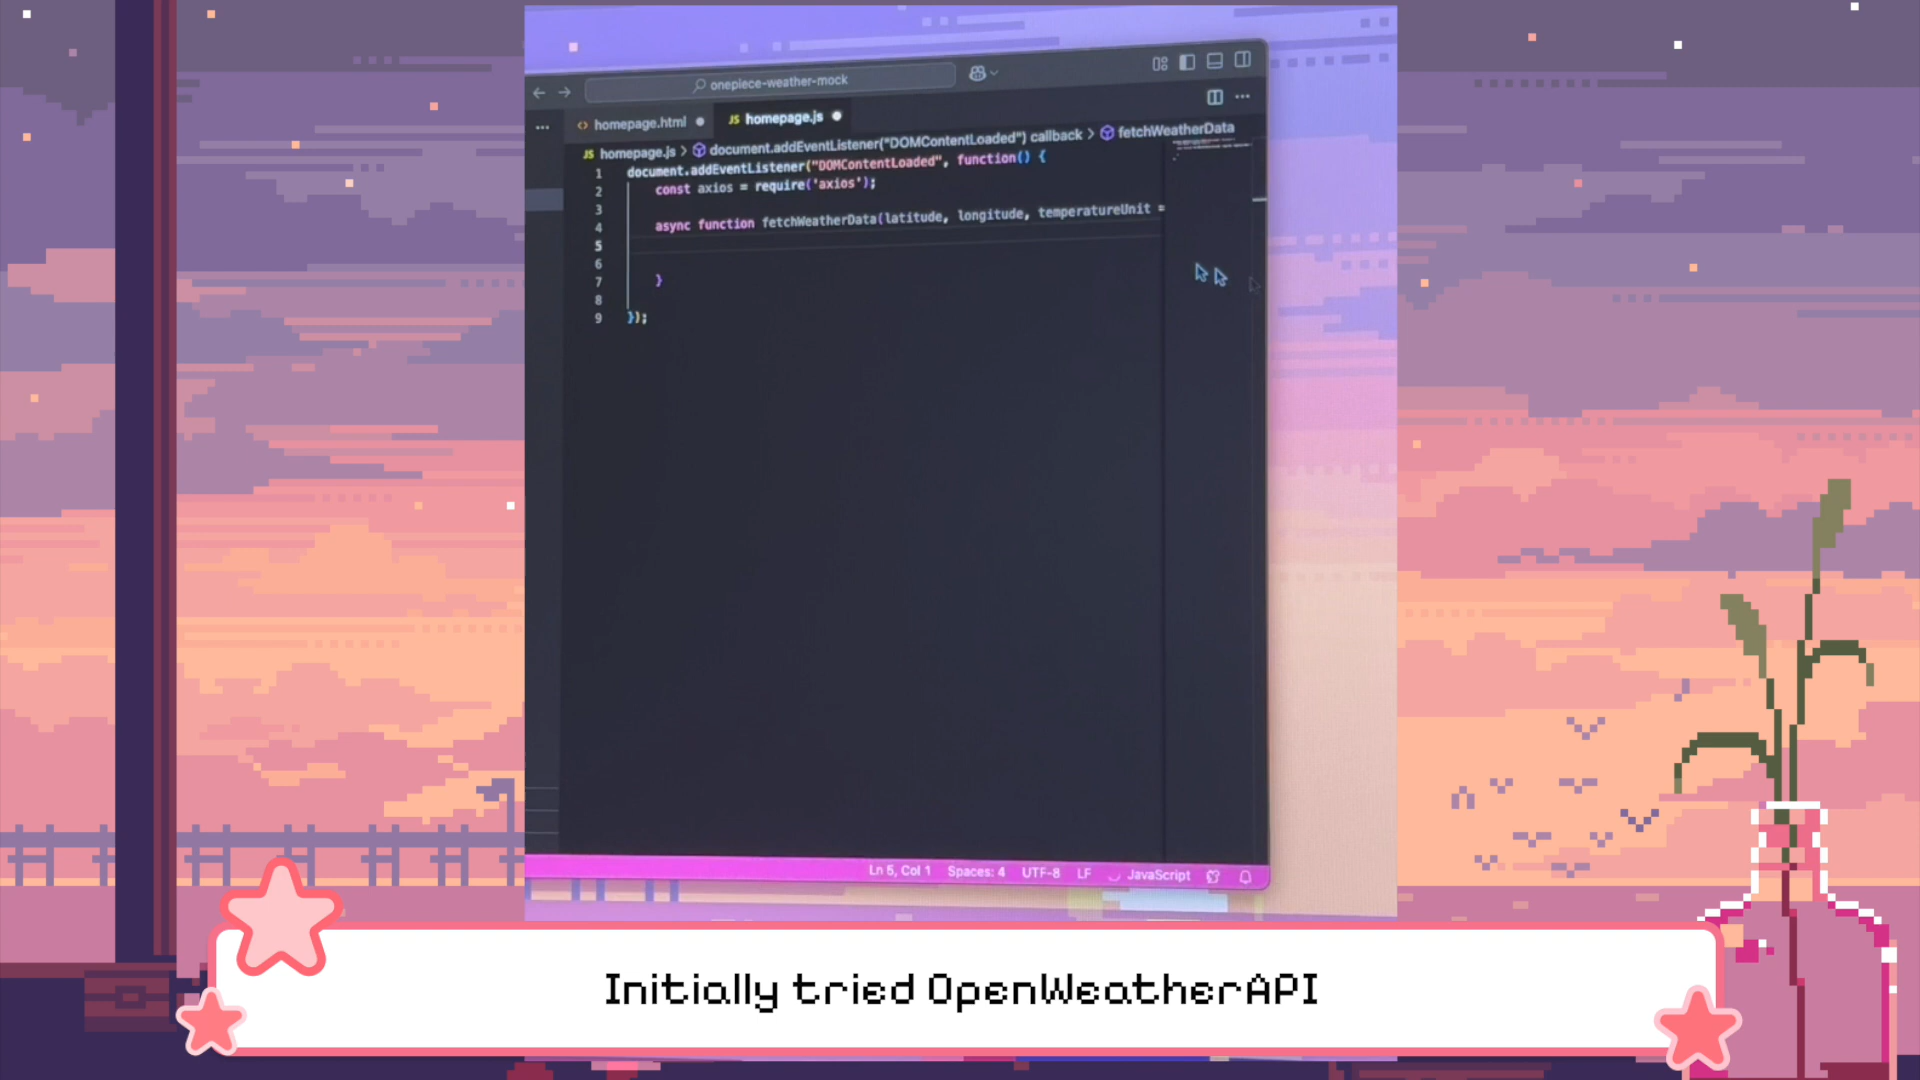 onepiece-weather-mock
homepage.html
JS homepage.js
JS homepage.js > document.addEventListener("DOMContentLoaded") callback > fetchWeatherData
1 document.addEventListener("DOMContentLoaded", function() {
2 const axios = require('axios');
3
4 async function fetchWeatherData(latitude, longitude, temperatureUnit =
5
6
7 }
8
9 });
Ln 5, Col 1 Spaces: 4 UTF-8 LF JavaScript
Initially tried OpenWeatherAPI